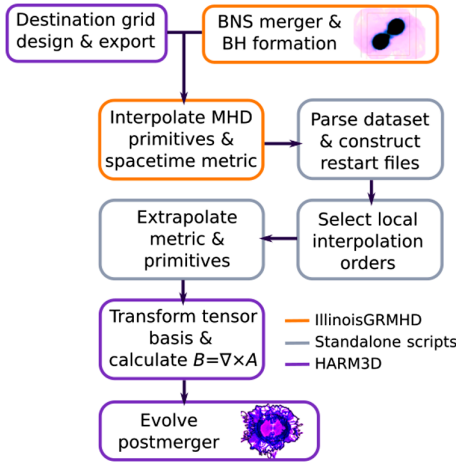 Destination grid
design & export
BNS merger &
BH formation
Interpolate MHD
primitives &
spacetime metric
Parse dataset
& construct
restart files
Extrapolate
metric &
primitives
Select local
interpolation
orders
Transform tensor
basis &
calculate B=∇×A
IllinoisGRMHD
Standalone scripts
HARM3D
Evolve
postmerger